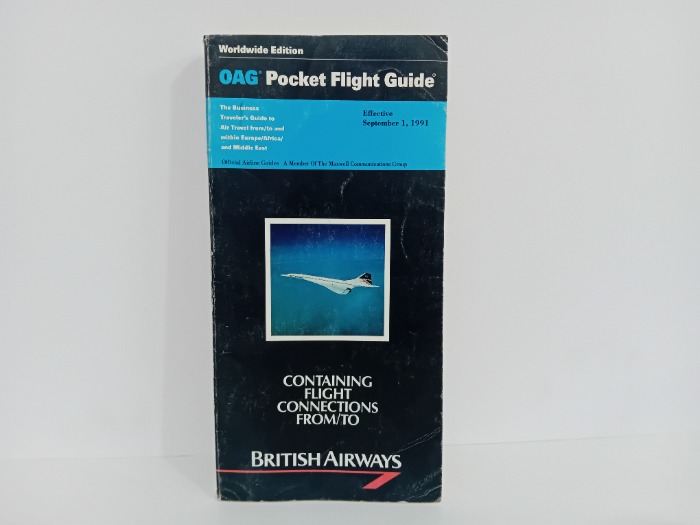 Worldwide Edition
OAG® Pocket Flight Guide®
The Business
Traveler's Guide to
Air Travel from/to and
within Europe/Africa/
and Middle East
Effective
September 1, 1991
Official Airline Guides A Member Of The Maxwell Communications Group
CONTAINING
FLIGHT
CONNECTIONS
FROM/TO
BRITISH AIRWAYS